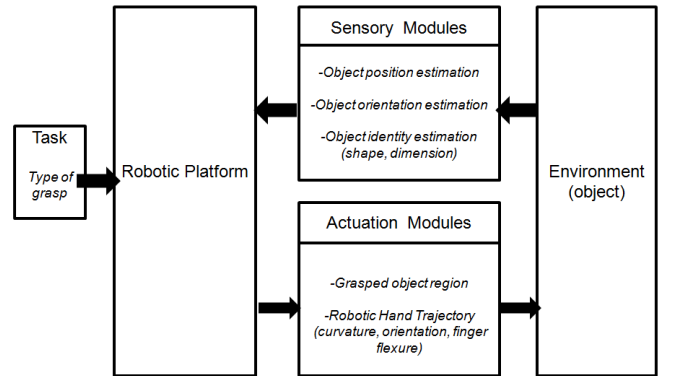 Task
Type of
grasp
Robotic Platform
Sensory Modules
-Object position estimation
-Object orientation estimation
-Object identity estimation
(shape, dimension)
Actuation Modules
-Grasped object region
-Robotic Hand Trajectory
(curvature, orientation, finger
flexure)
Environment
(object)